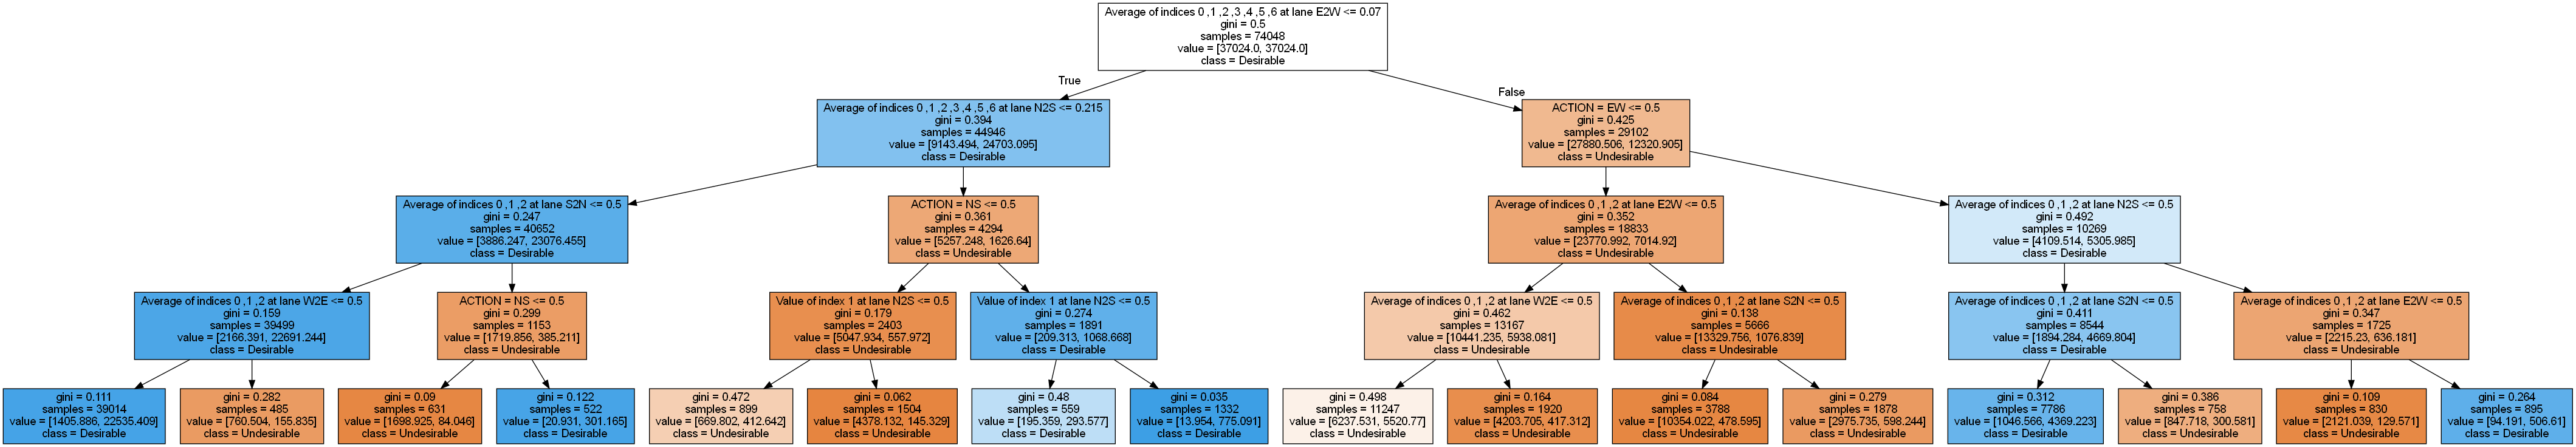 Average of indices 0 ,1 ,2 ,3 ,4 ,5 ,6 at lane E2W <= 0.07
gini = 0.5
samples = 74048
value = [37024.0, 37024.0]
class = Desirable
True
False
Average of indices 0 ,1 ,2 ,3 ,4 ,5 ,6 at lane N2S <= 0.215
gini = 0.394
samples = 44946
value = [9143.494, 24703.095]
class = Desirable
ACTION = EW <= 0.5
gini = 0.425
samples = 29102
value = [27880.506, 12320.905]
class = Undesirable
Average of indices 0 ,1 ,2 at lane S2N <= 0.5
gini = 0.247
samples = 40652
value = [3886.247, 23076.455]
class = Desirable
ACTION = NS <= 0.5
gini = 0.361
samples = 4294
value = [5257.248, 1626.64]
class = Undesirable
Average of indices 0 ,1 ,2 at lane E2W <= 0.5
gini = 0.352
samples = 18833
value = [23770.992, 7014.92]
class = Undesirable
Average of indices 0 ,1 ,2 at lane N2S <= 0.5
gini = 0.492
samples = 10269
value = [4109.514, 5305.985]
class = Desirable
Average of indices 0 ,1 ,2 at lane W2E <= 0.5
gini = 0.159
samples = 39499
value = [2166.391, 22691.244]
class = Desirable
ACTION = NS <= 0.5
gini = 0.299
samples = 1153
value = [1719.856, 385.211]
class = Undesirable
Value of index 1 at lane N2S <= 0.5
gini = 0.179
samples = 2403
value = [5047.934, 557.972]
class = Undesirable
Value of index 1 at lane N2S <= 0.5
gini = 0.274
samples = 1891
value = [209.313, 1068.668]
class = Desirable
Average of indices 0 ,1 ,2 at lane W2E <= 0.5
gini = 0.462
samples = 13167
value = [10441.235, 5938.081]
class = Undesirable
Average of indices 0 ,1 ,2 at lane S2N <= 0.5
gini = 0.138
samples = 5666
value = [13329.756, 1076.839]
class = Undesirable
Average of indices 0 ,1 ,2 at lane S2N <= 0.5
gini = 0.411
samples = 8544
value = [1894.284, 4669.804]
class = Desirable
Average of indices 0 ,1 ,2 at lane E2W <= 0.5
gini = 0.347
samples = 1725
value = [2215.23, 636.181]
class = Undesirable
gini = 0.111
samples = 39014
value = [1405.886, 22535.409]
class = Desirable
gini = 0.282
samples = 485
value = [760.504, 155.835]
class = Undesirable
gini = 0.09
samples = 631
value = [1698.925, 84.046]
class = Undesirable
gini = 0.122
samples = 522
value = [20.931, 301.165]
class = Desirable
gini = 0.472
samples = 899
value = [669.802, 412.642]
class = Undesirable
gini = 0.062
samples = 1504
value = [4378.132, 145.329]
class = Undesirable
gini = 0.48
samples = 559
value = [195.359, 293.577]
class = Desirable
gini = 0.035
samples = 1332
value = [13.954, 775.091]
class = Desirable
gini = 0.498
samples = 11247
value = [6237.531, 5520.77]
class = Undesirable
gini = 0.164
samples = 1920
value = [4203.705, 417.312]
class = Undesirable
gini = 0.084
samples = 3788
value = [10354.022, 478.595]
class = Undesirable
gini = 0.279
samples = 1878
value = [2975.735, 598.244]
class = Undesirable
gini = 0.312
samples = 7786
value = [1046.566, 4369.223]
class = Desirable
gini = 0.386
samples = 758
value = [847.718, 300.581]
class = Undesirable
gini = 0.109
samples = 830
value = [2121.039, 129.571]
class = Undesirable
gini = 0.264
samples = 895
value = [94.191, 506.61]
class = Desirable